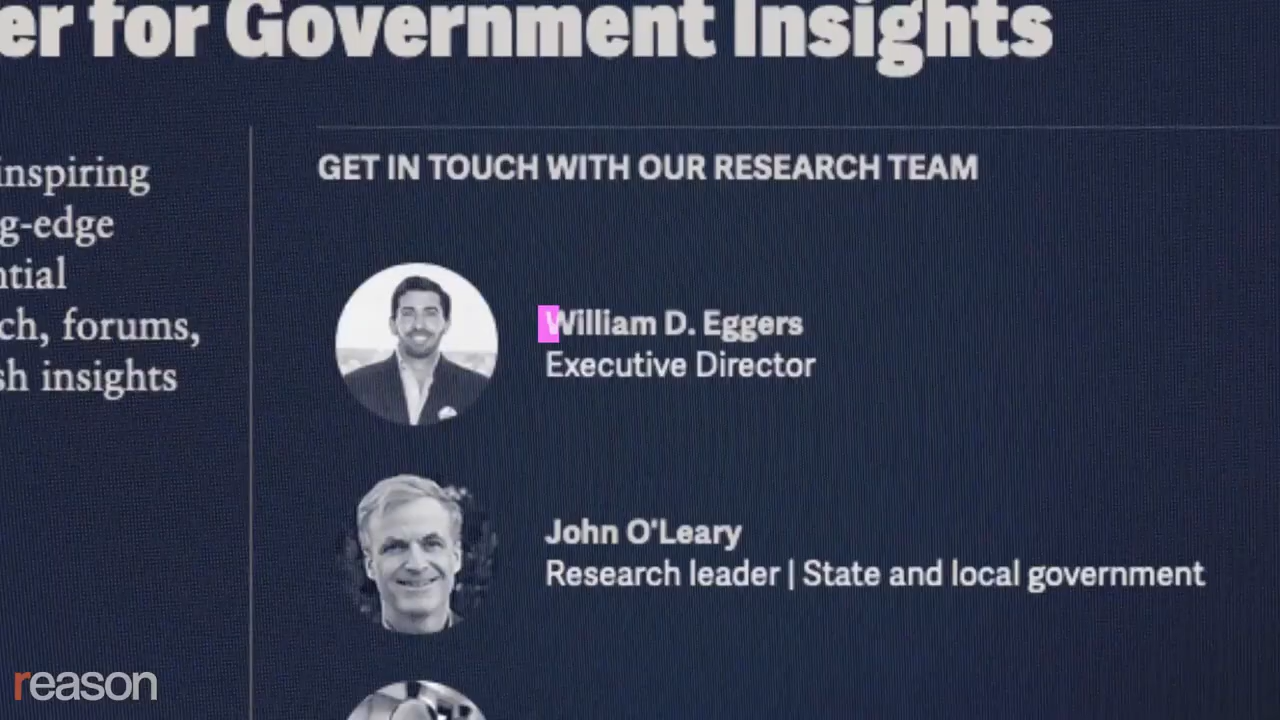 er for Government Insights
inspiring
g-edge
ntial
ch, forums,
sh insights
GET IN TOUCH WITH OUR RESEARCH TEAM
William D. Eggers
Executive Director
John O'Leary
Research leader | State and local government
reason